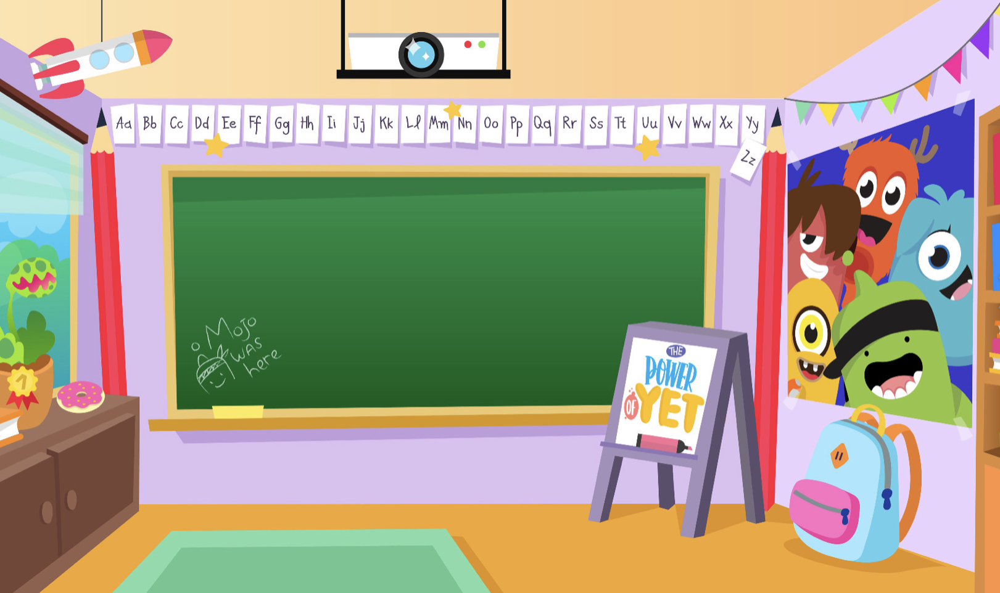 Aa Bb Cc Dd Ee Ff Gg Hh Ii Jj Kk Ll Mm Nn Oo Pp Qq Rr Ss Tt Uu Vv Ww Xx Yy
Zz
Mojo
was
here
THE
POWER
OF YET
1